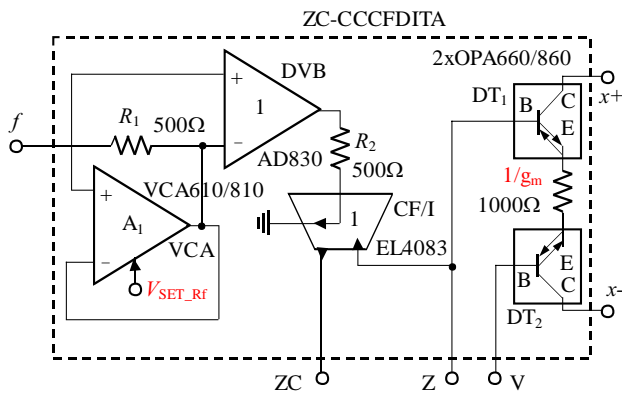 ZC-CCCFDITA
2xOPA660/860
DVB
DT1
B
C
E
x+
f
R1
500Ω
+
1
−
AD830
R2
500Ω
1/gm
1000Ω
VCA610/810
+
A1
−
VCA
VSET_Rf
1
CF/I
EL4083
B
E
C
DT2
x-
ZC
Z
V